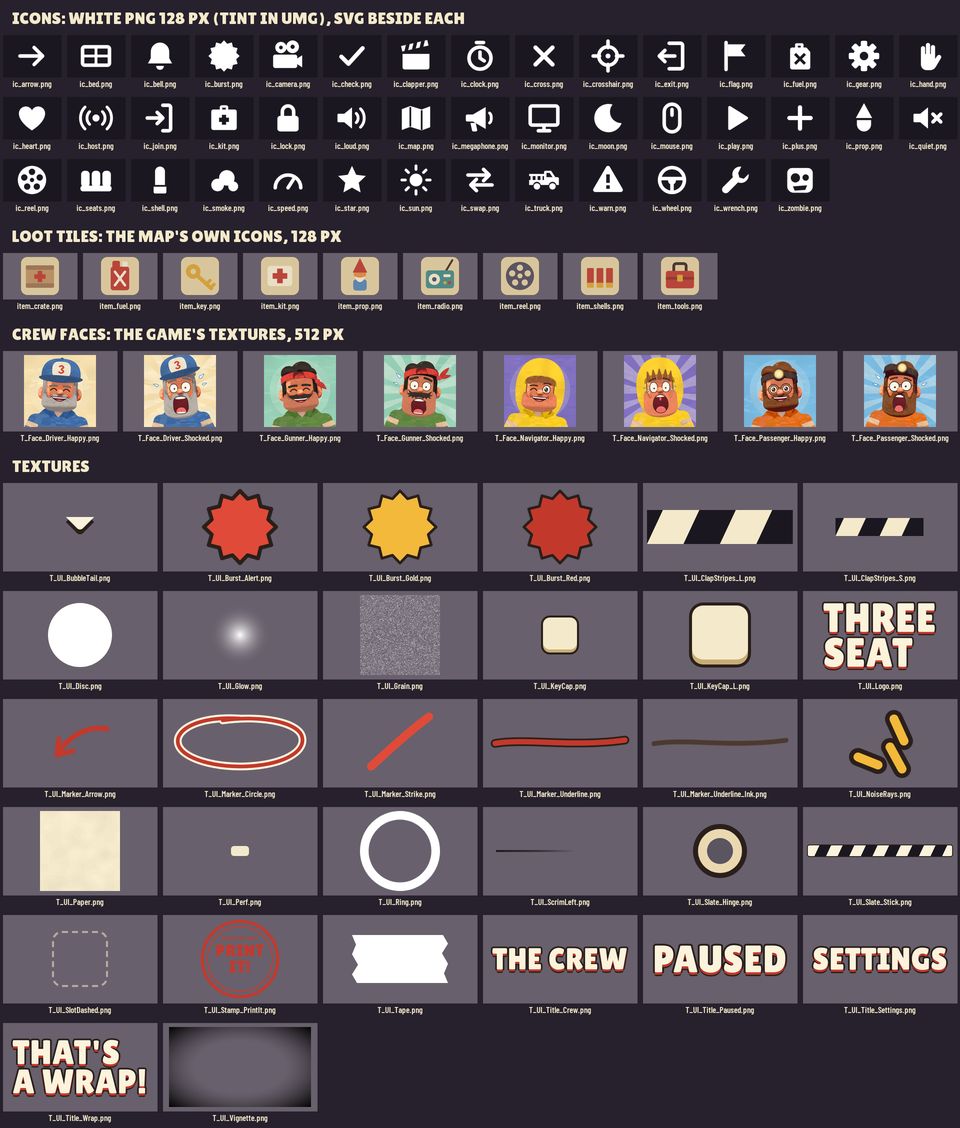 ICONS: WHITE PNG 128 PX (TINT IN UMG), SVG BESIDE EACH
ic_arrow.png ic_bed.png ic_bell.png ic_burst.png ic_camera.png ic_check.png ic_clapper.png ic_clock.png ic_cross.png ic_crosshair.png ic_exit.png ic_flag.png ic_fuel.png ic_gear.png ic_hand.png
ic_heart.png ic_host.png ic_join.png ic_kit.png ic_lock.png ic_loud.png ic_map.png ic_megaphone.png ic_monitor.png ic_moon.png ic_mouse.png ic_play.png ic_plus.png ic_prop.png ic_quiet.png
ic_reel.png ic_seats.png ic_shell.png ic_smoke.png ic_speed.png ic_star.png ic_sun.png ic_swap.png ic_truck.png ic_warn.png ic_wheel.png ic_wrench.png ic_zombie.png
LOOT TILES: THE MAP'S OWN ICONS, 128 PX
item_crate.png item_fuel.png item_key.png item_kit.png item_prop.png item_radio.png item_reel.png item_shells.png item_tools.png
CREW FACES: THE GAME'S TEXTURES, 512 PX
3 3
T_Face_Driver_Happy.png T_Face_Driver_Shocked.png T_Face_Gunner_Happy.png T_Face_Gunner_Shocked.png T_Face_Navigator_Happy.png T_Face_Navigator_Shocked.png T_Face_Passenger_Happy.png T_Face_Passenger_Shocked.png
TEXTURES
T_UI_BubbleTail.png T_UI_Burst_Alert.png T_UI_Burst_Gold.png T_UI_Burst_Red.png T_UI_ClapStripes_L.png T_UI_ClapStripes_S.png
THREE
SEAT
T_UI_Disc.png T_UI_Glow.png T_UI_Grain.png T_UI_KeyCap.png T_UI_KeyCap_L.png T_UI_Logo.png
T_UI_Marker_Arrow.png T_UI_Marker_Circle.png T_UI_Marker_Strike.png T_UI_Marker_Underline.png T_UI_Marker_Underline_Ink.png T_UI_NoiseRays.png
T_UI_Paper.png T_UI_Perf.png T_UI_Ring.png T_UI_ScrimLeft.png T_UI_Slate_Hinge.png T_UI_Slate_Stick.png
PRINT
IT!
THE CREW PAUSED SETTINGS
T_UI_SlotDashed.png T_UI_Stamp_PrintIt.png T_UI_Tape.png T_UI_Title_Crew.png T_UI_Title_Paused.png T_UI_Title_Settings.png
THAT'S
A WRAP!
T_UI_Title_Wrap.png T_UI_Vignette.png